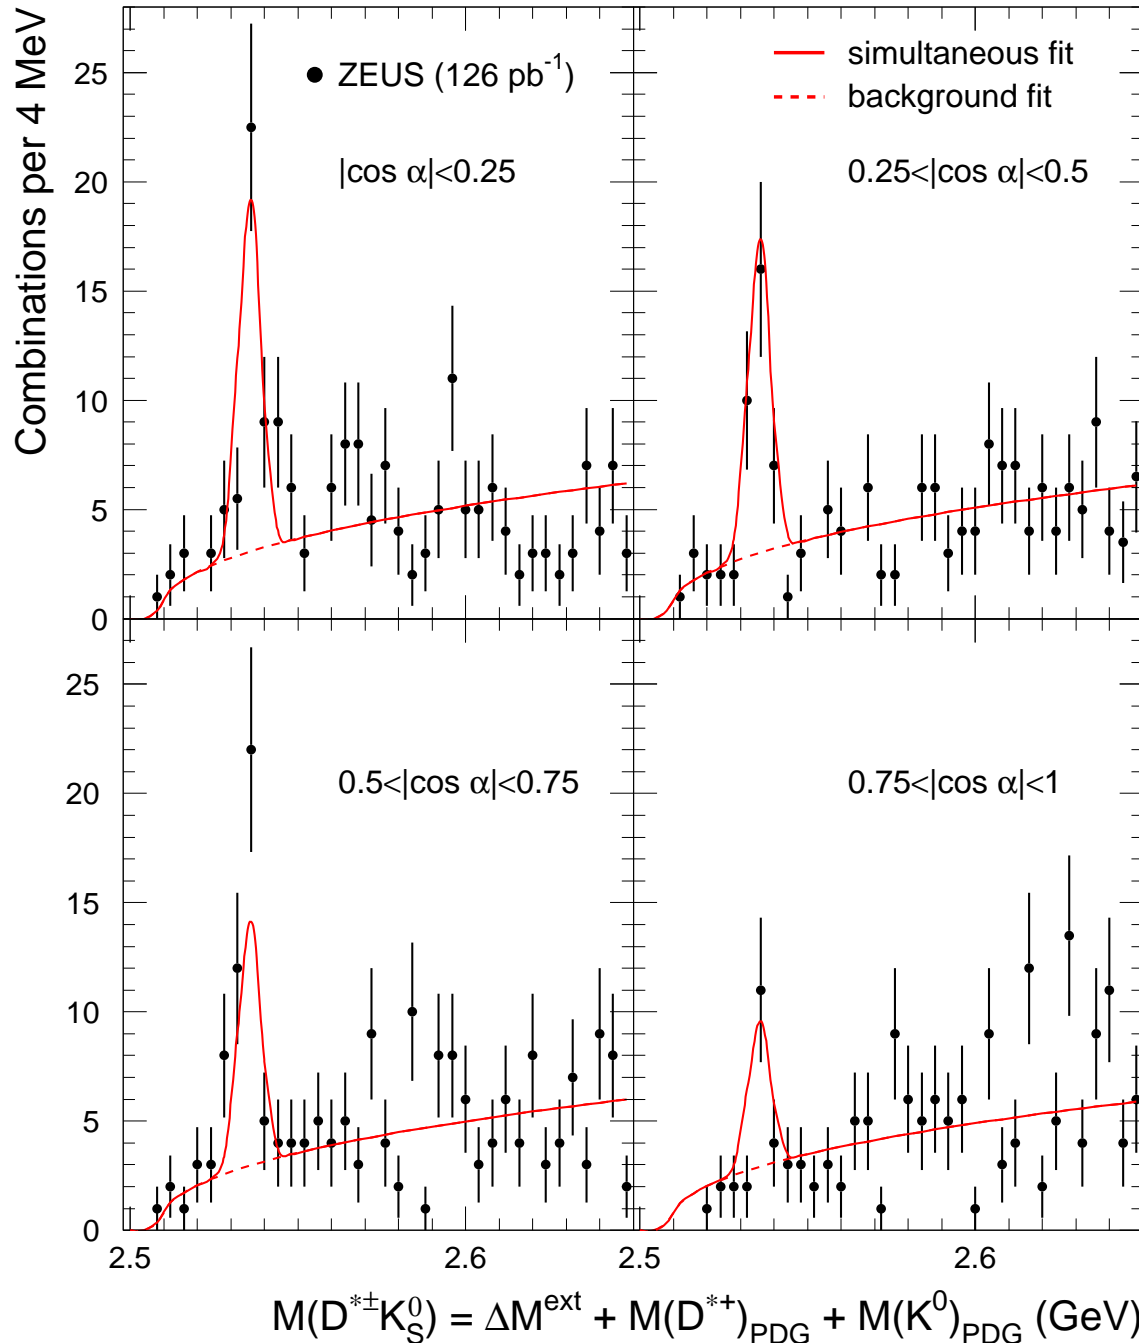 Combinations per 4 MeV
ZEUS (126 pb⁻¹)
simultaneous fit
background fit
|cos α|<0.25
0.25<|cos α|<0.5
25
20
15
10
5
0
0.5<|cos α|<0.75
0.75<|cos α|<1
25
20
15
10
5
0
2.5 2.6 2.5 2.6
M(D*±K⁰S) = ΔMᵉˣᵗ + M(D*⁺)PDG + M(K⁰)PDG (GeV)